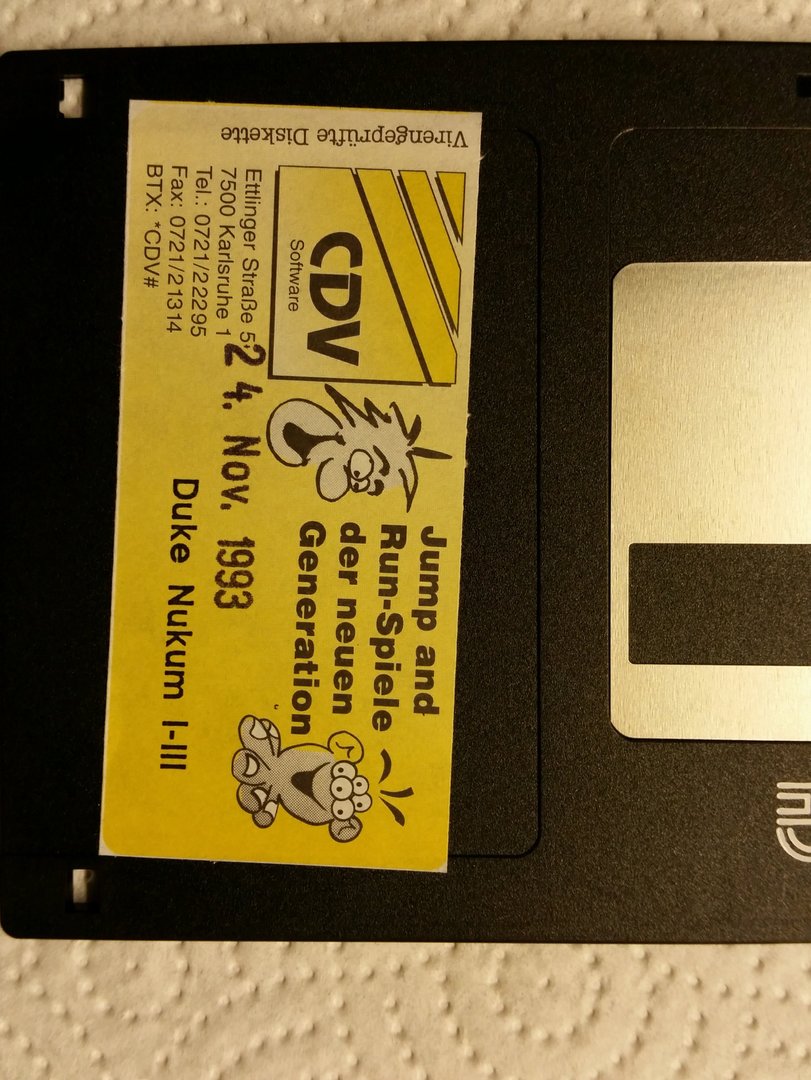 Virengeprüfte Diskette
CDV
Software
Jump and
Run-Spiele
der neuen
Generation
Ettlinger Straße 5,
7500 Karlsruhe 1
Tel.: 0721/22295
Fax: 0721/21314
BTX: *CDV#
24. Nov. 1993
Duke Nukum I-III